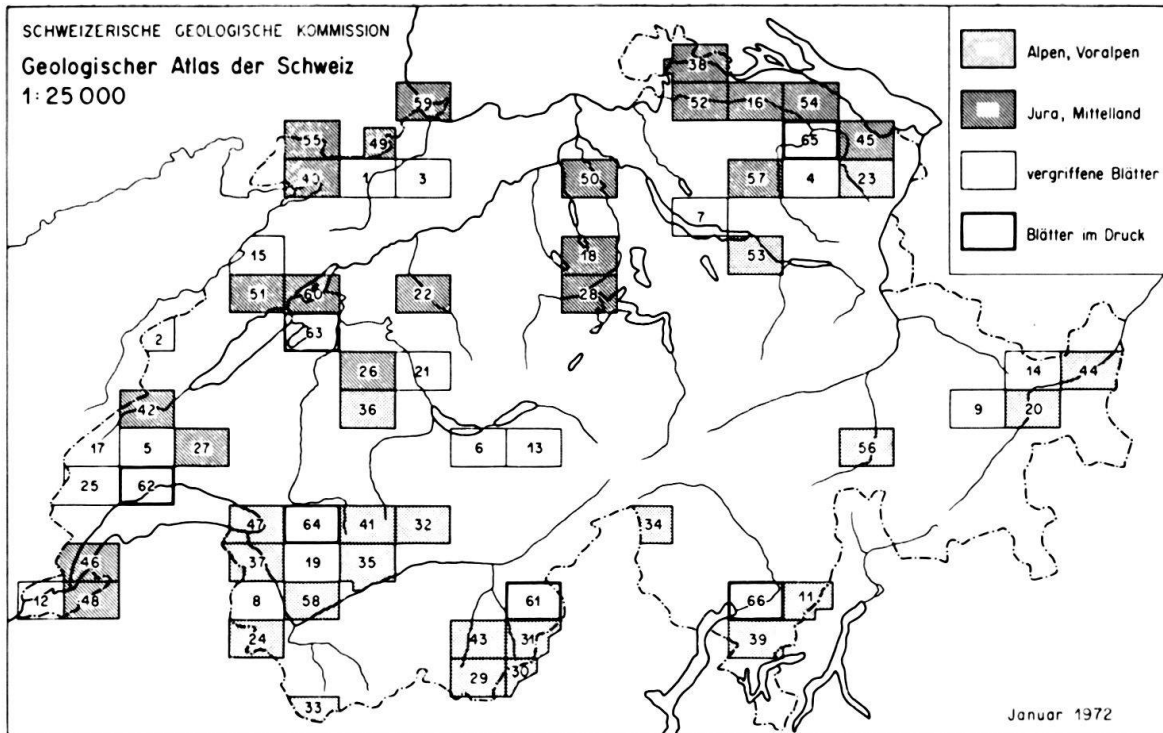 SCHWEIZERISCHE GEOLOGISCHE KOMMISSION
Geologischer Atlas der Schweiz
1:25 000
Alpen, Voralpen
Jura, Mittelland
vergriffene Blätter
Blätter im Druck
38
59
52 16 54
55 49 65 45
40 1 3 50 57 4 23
7
15 18 53
51 60 22 28
2 63
26 21 14 44
42 36 9 20
17 5 27 6 13 56
25 62
47 64 41 32 34
46 37 19 35
12 48 8 58 61 66 11
24 43 31 39
29 30
33
Januar 1972